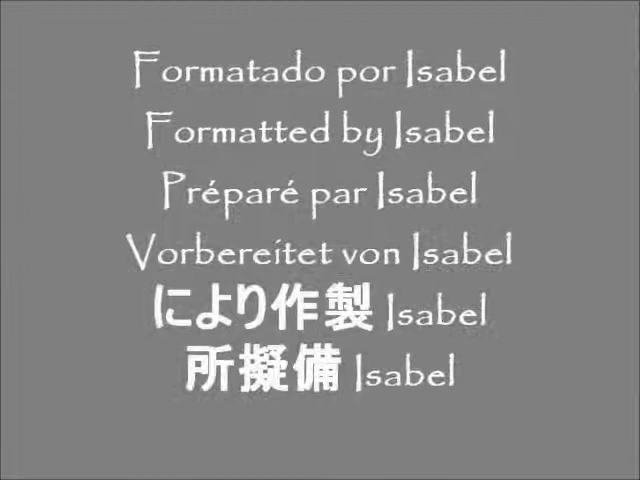 Formatado por Isabel
Formatted by Isabel
Préparé par Isabel
Vorbereitet von Isabel
により作製 Isabel
所擬備 Isabel